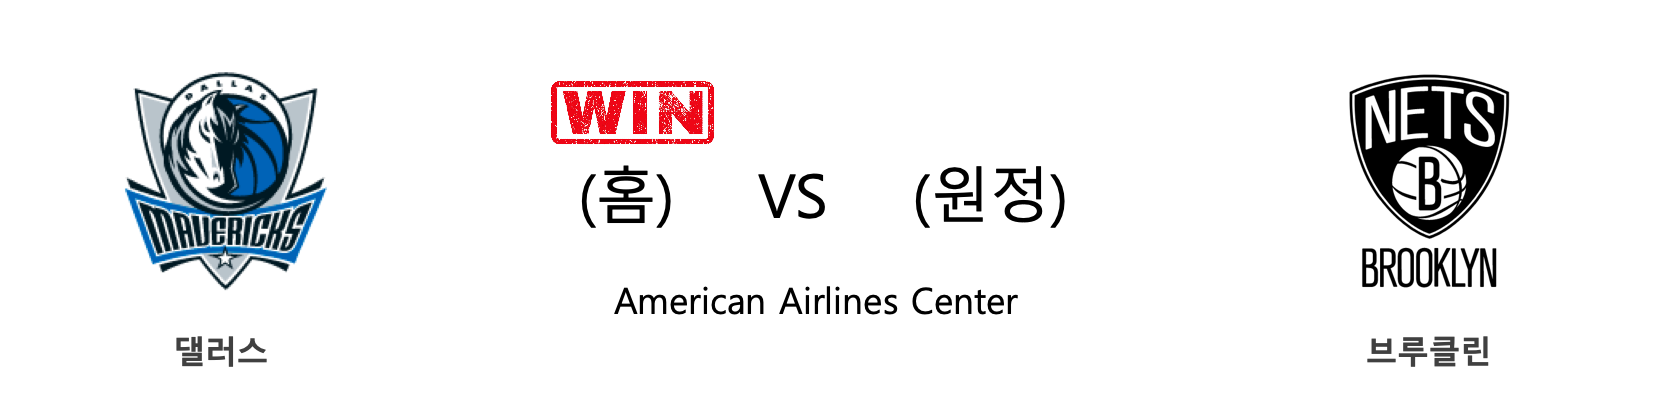 DALLAS
MAVERICKS
댈러스
WIN
(홈) VS (원정)
American Airlines Center
NETS
B
BROOKLYN
브루클린